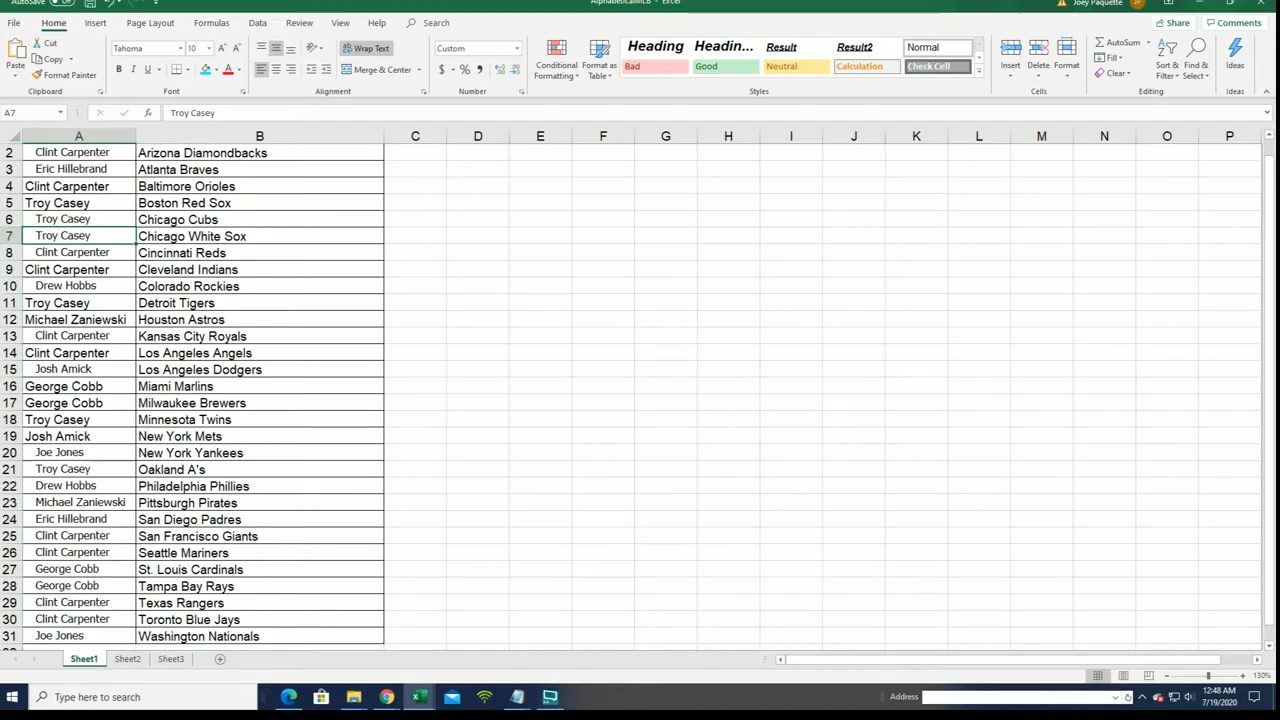 AutoSave Off AlphabeticalMLB - Excel Joey Paquette JP
File Home Insert Page Layout Formulas Data Review View Help Search Share Comments
Paste Cut Copy Format Painter Clipboard
Tahoma 10 A A B I U A Font
Wrap Text Merge & Center Alignment
Custom $ % , Number
Conditional Formatting Format as Table
Heading Headin... Result Result2 Normal
Bad Good Neutral Calculation Check Cell
Styles
Insert Delete Format Cells
AutoSum Fill Clear Sort & Filter Find & Select Editing
Ideas Ideas
A7 fx Troy Casey
A B C D E F G H I J K L M N O P
2 Clint Carpenter Arizona Diamondbacks
3 Eric Hillebrand Atlanta Braves
4 Clint Carpenter Baltimore Orioles
5 Troy Casey Boston Red Sox
6 Troy Casey Chicago Cubs
7 Troy Casey Chicago White Sox
8 Clint Carpenter Cincinnati Reds
9 Clint Carpenter Cleveland Indians
10 Drew Hobbs Colorado Rockies
11 Troy Casey Detroit Tigers
12 Michael Zaniewski Houston Astros
13 Clint Carpenter Kansas City Royals
14 Clint Carpenter Los Angeles Angels
15 Josh Amick Los Angeles Dodgers
16 George Cobb Miami Marlins
17 George Cobb Milwaukee Brewers
18 Troy Casey Minnesota Twins
19 Josh Amick New York Mets
20 Joe Jones New York Yankees
21 Troy Casey Oakland A's
22 Drew Hobbs Philadelphia Phillies
23 Michael Zaniewski Pittsburgh Pirates
24 Eric Hillebrand San Diego Padres
25 Clint Carpenter San Francisco Giants
26 Clint Carpenter Seattle Mariners
27 George Cobb St. Louis Cardinals
28 George Cobb Tampa Bay Rays
29 Clint Carpenter Texas Rangers
30 Clint Carpenter Toronto Blue Jays
31 Joe Jones Washington Nationals
Sheet1 Sheet2 Sheet3
130%
Type here to search Address 12:48 AM
7/19/2020